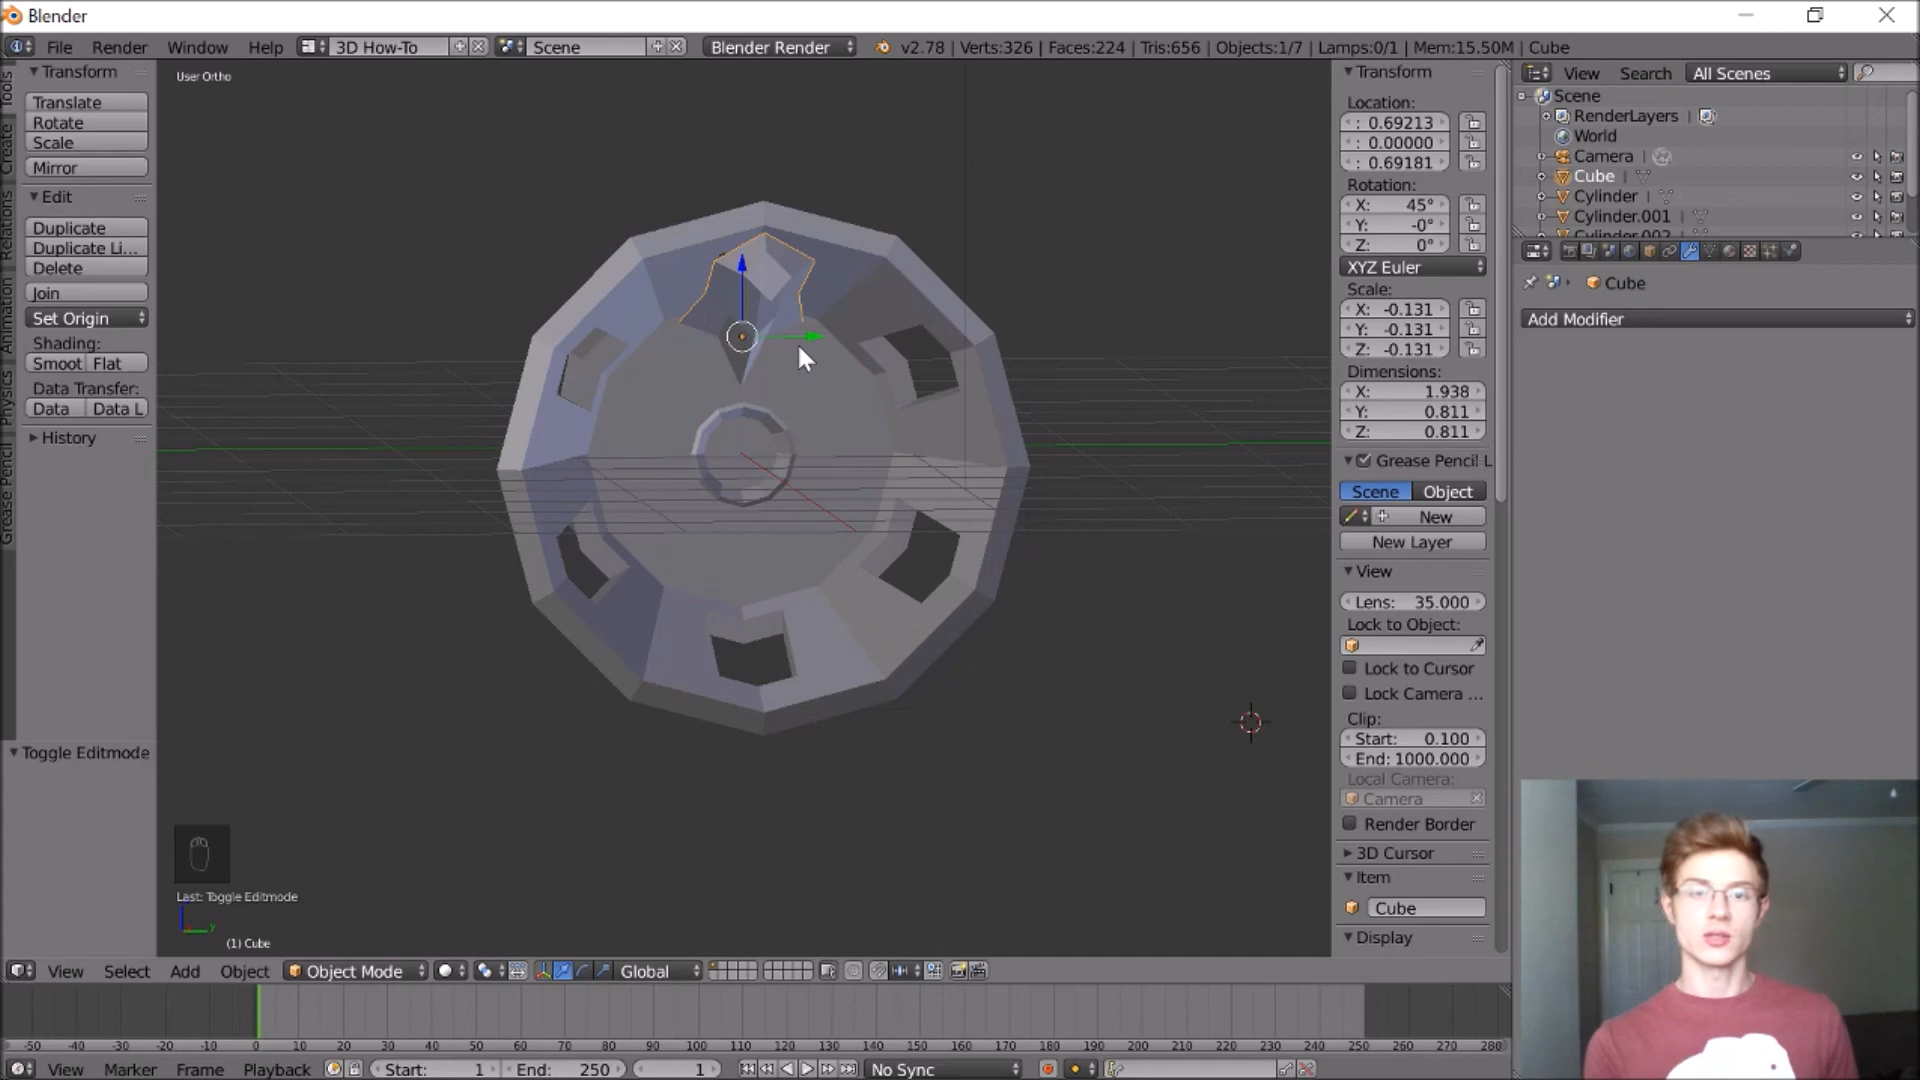 Blender
File Render Window Help 3D How-To Scene Blender Render v2.78 | Verts:326 | Faces:224 | Tris:656 | Objects:1/7 | Lamps:0/1 | Mem:15.50M | Cube
Tools
Create
Relations
Animation
Physics
Grease Pencil
Transform
Translate
Rotate
Scale
Mirror
Edit
Duplicate
Duplicate Li...
Delete
Join
Set Origin
Shading:
Smoot Flat
Data Transfer:
Data Data L
History
Toggle Editmode
User Ortho
Last: Toggle Editmode
y
(1) Cube
Transform
Location:
: 0.69213
: 0.00000
: 0.69181
Rotation:
X: 45°
Y: -0°
Z: 0°
XYZ Euler
Scale:
X: -0.131
Y: -0.131
Z: -0.131
Dimensions:
X: 1.938
Y: 0.811
Z: 0.811
Grease Pencil L
Scene Object
New
New Layer
View
Lens: 35.000
Lock to Object:
Lock to Cursor
Lock Camera ...
Clip:
Start: 0.100
End: 1000.000
Local Camera:
Camera
Render Border
3D Cursor
Item
Cube
Display
View Search All Scenes
Scene
RenderLayers |
World
Camera |
Cube |
Cylinder |
Cylinder.001 |
Cylinder.002
Cube
Add Modifier
View Select Add Object Object Mode Global
-50 -40 -30 -20 -10 0 10 20 30 40 50 60 70 80 90 100 110 120 130 140 150 160 170 180 190 200 210 220 230 240 250 260 270 280
View Marker Frame Playback Start: 1 End: 250 1 No Sync